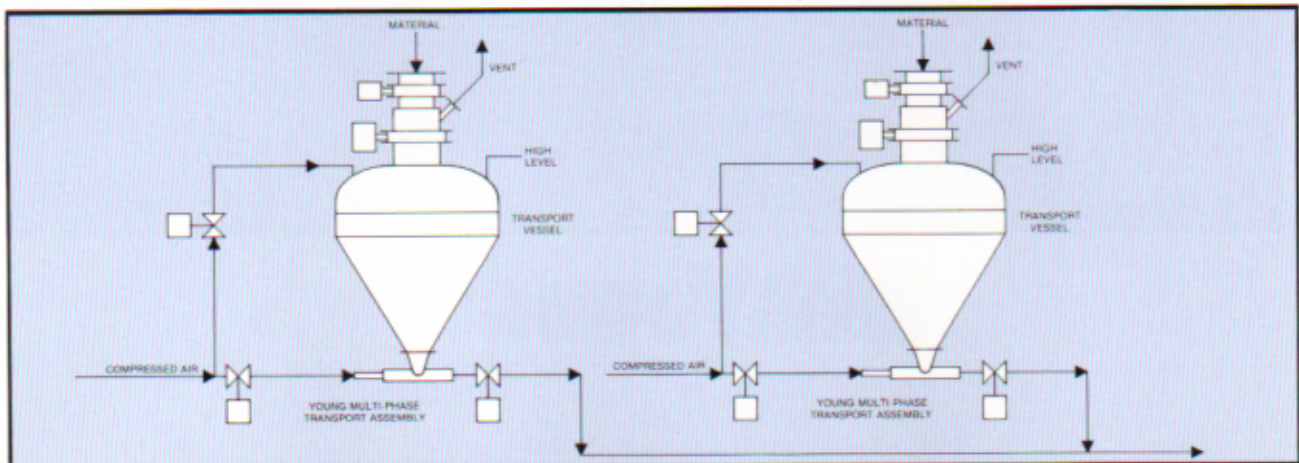 MATERIAL
VENT
HIGH
LEVEL
TRANSPORT
VESSEL
COMPRESSED AIR
YOUNG MULTI-PHASE
TRANSPORT ASSEMBLY
MATERIAL
VENT
HIGH
LEVEL
TRANSPORT
VESSEL
COMPRESSED AIR
YOUNG MULTI-PHASE
TRANSPORT ASSEMBLY